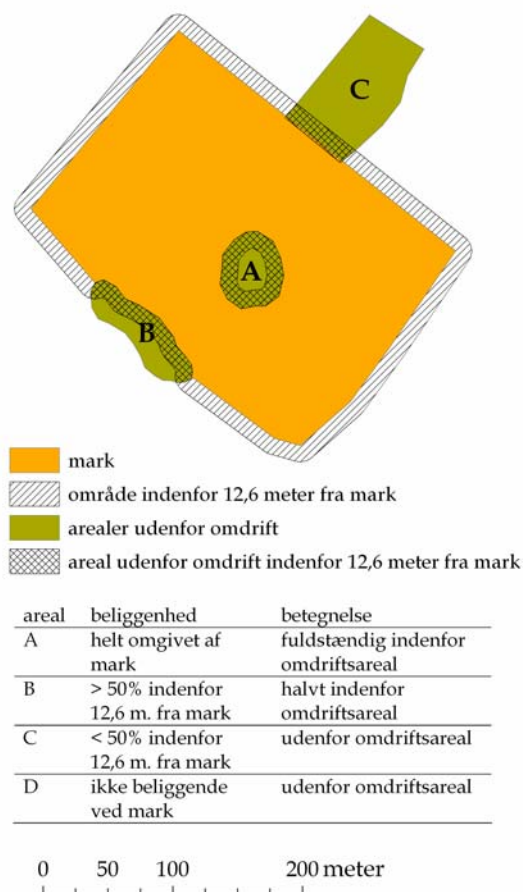 C
A
B
mark
område indenfor 12,6 meter fra mark
arealer udenfor omdrift
areal udenfor omdrift indenfor 12,6 meter fra mark
areal beliggenhed betegnelse
A helt omgivet af fuldstændig indenfor
mark omdriftsareal
B > 50% indenfor halvt indenfor
12,6 m. fra mark omdriftsareal
C < 50% indenfor udenfor omdriftsareal
12,6 m. fra mark
D ikke beliggende udenfor omdriftsareal
ved mark
0 50 100 200 meter